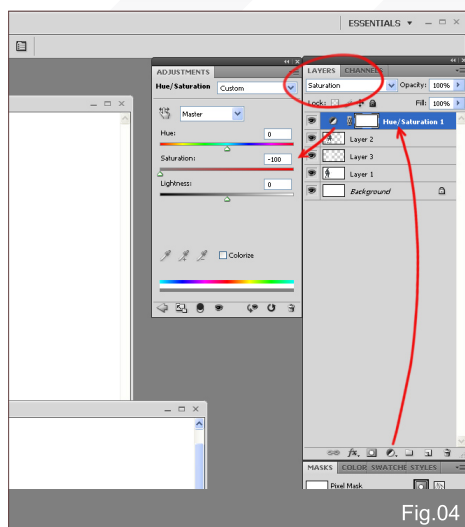 ESSENTIALS
ADJUSTMENTS
Hue/Saturation Custom
Master
Hue: 0
Saturation: -100
Lightness: 0
Colorize
LAYERS CHANNELS
Saturation Opacity: 100%
Lock: Fill: 100%
Hue/Saturation 1
Layer 2
Layer 3
Layer 1
Background
fx.
MASKS COLOR SWATCHE STYLES
Pixel Mask
Fig.04